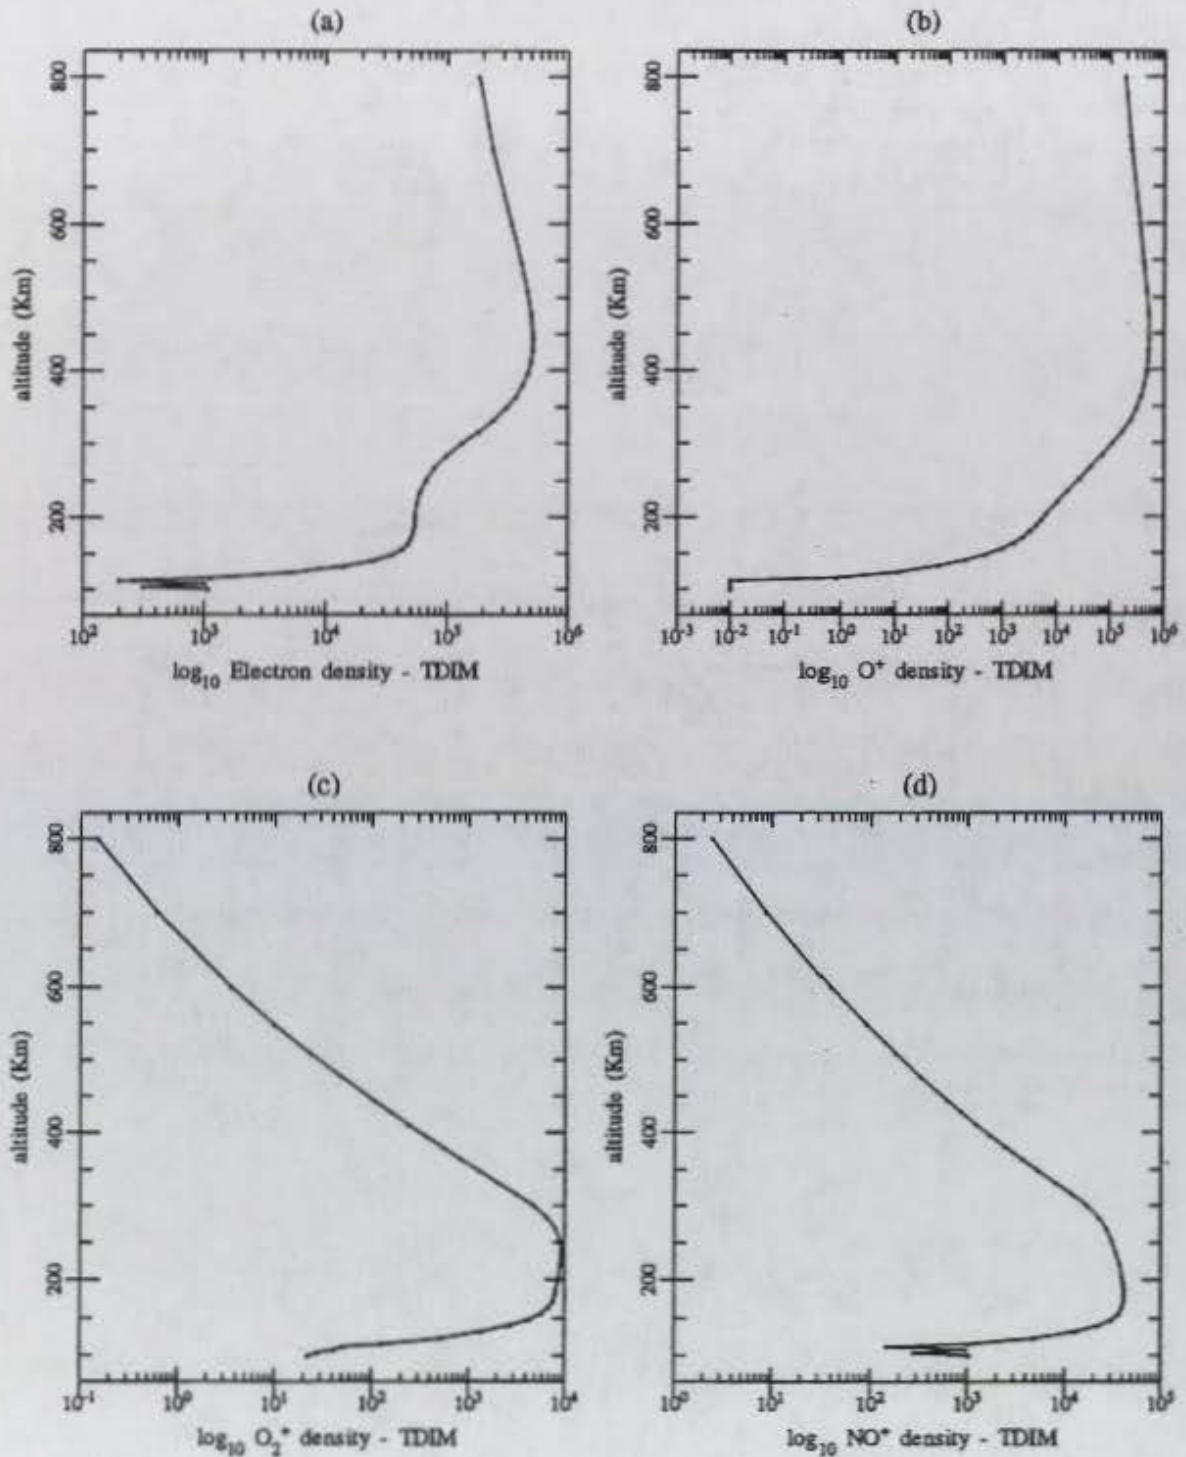 (a)
800
600
400
200
altitude (Km)
10² 10³ 10⁴ 10⁵ 10⁶
log₁₀ Electron density - TDIM
(b)
800
600
400
200
altitude (Km)
10⁻³ 10⁻² 10⁻¹ 10⁰ 10¹ 10² 10³ 10⁴ 10⁵ 10⁶
log₁₀ O⁺ density - TDIM
(c)
800
600
400
200
altitude (Km)
10⁻¹ 10⁰ 10¹ 10² 10³ 10⁴
log₁₀ O₂⁺ density - TDIM
(d)
800
600
400
200
altitude (Km)
10⁰ 10¹ 10² 10³ 10⁴ 10⁵
log₁₀ NO⁺ density - TDIM